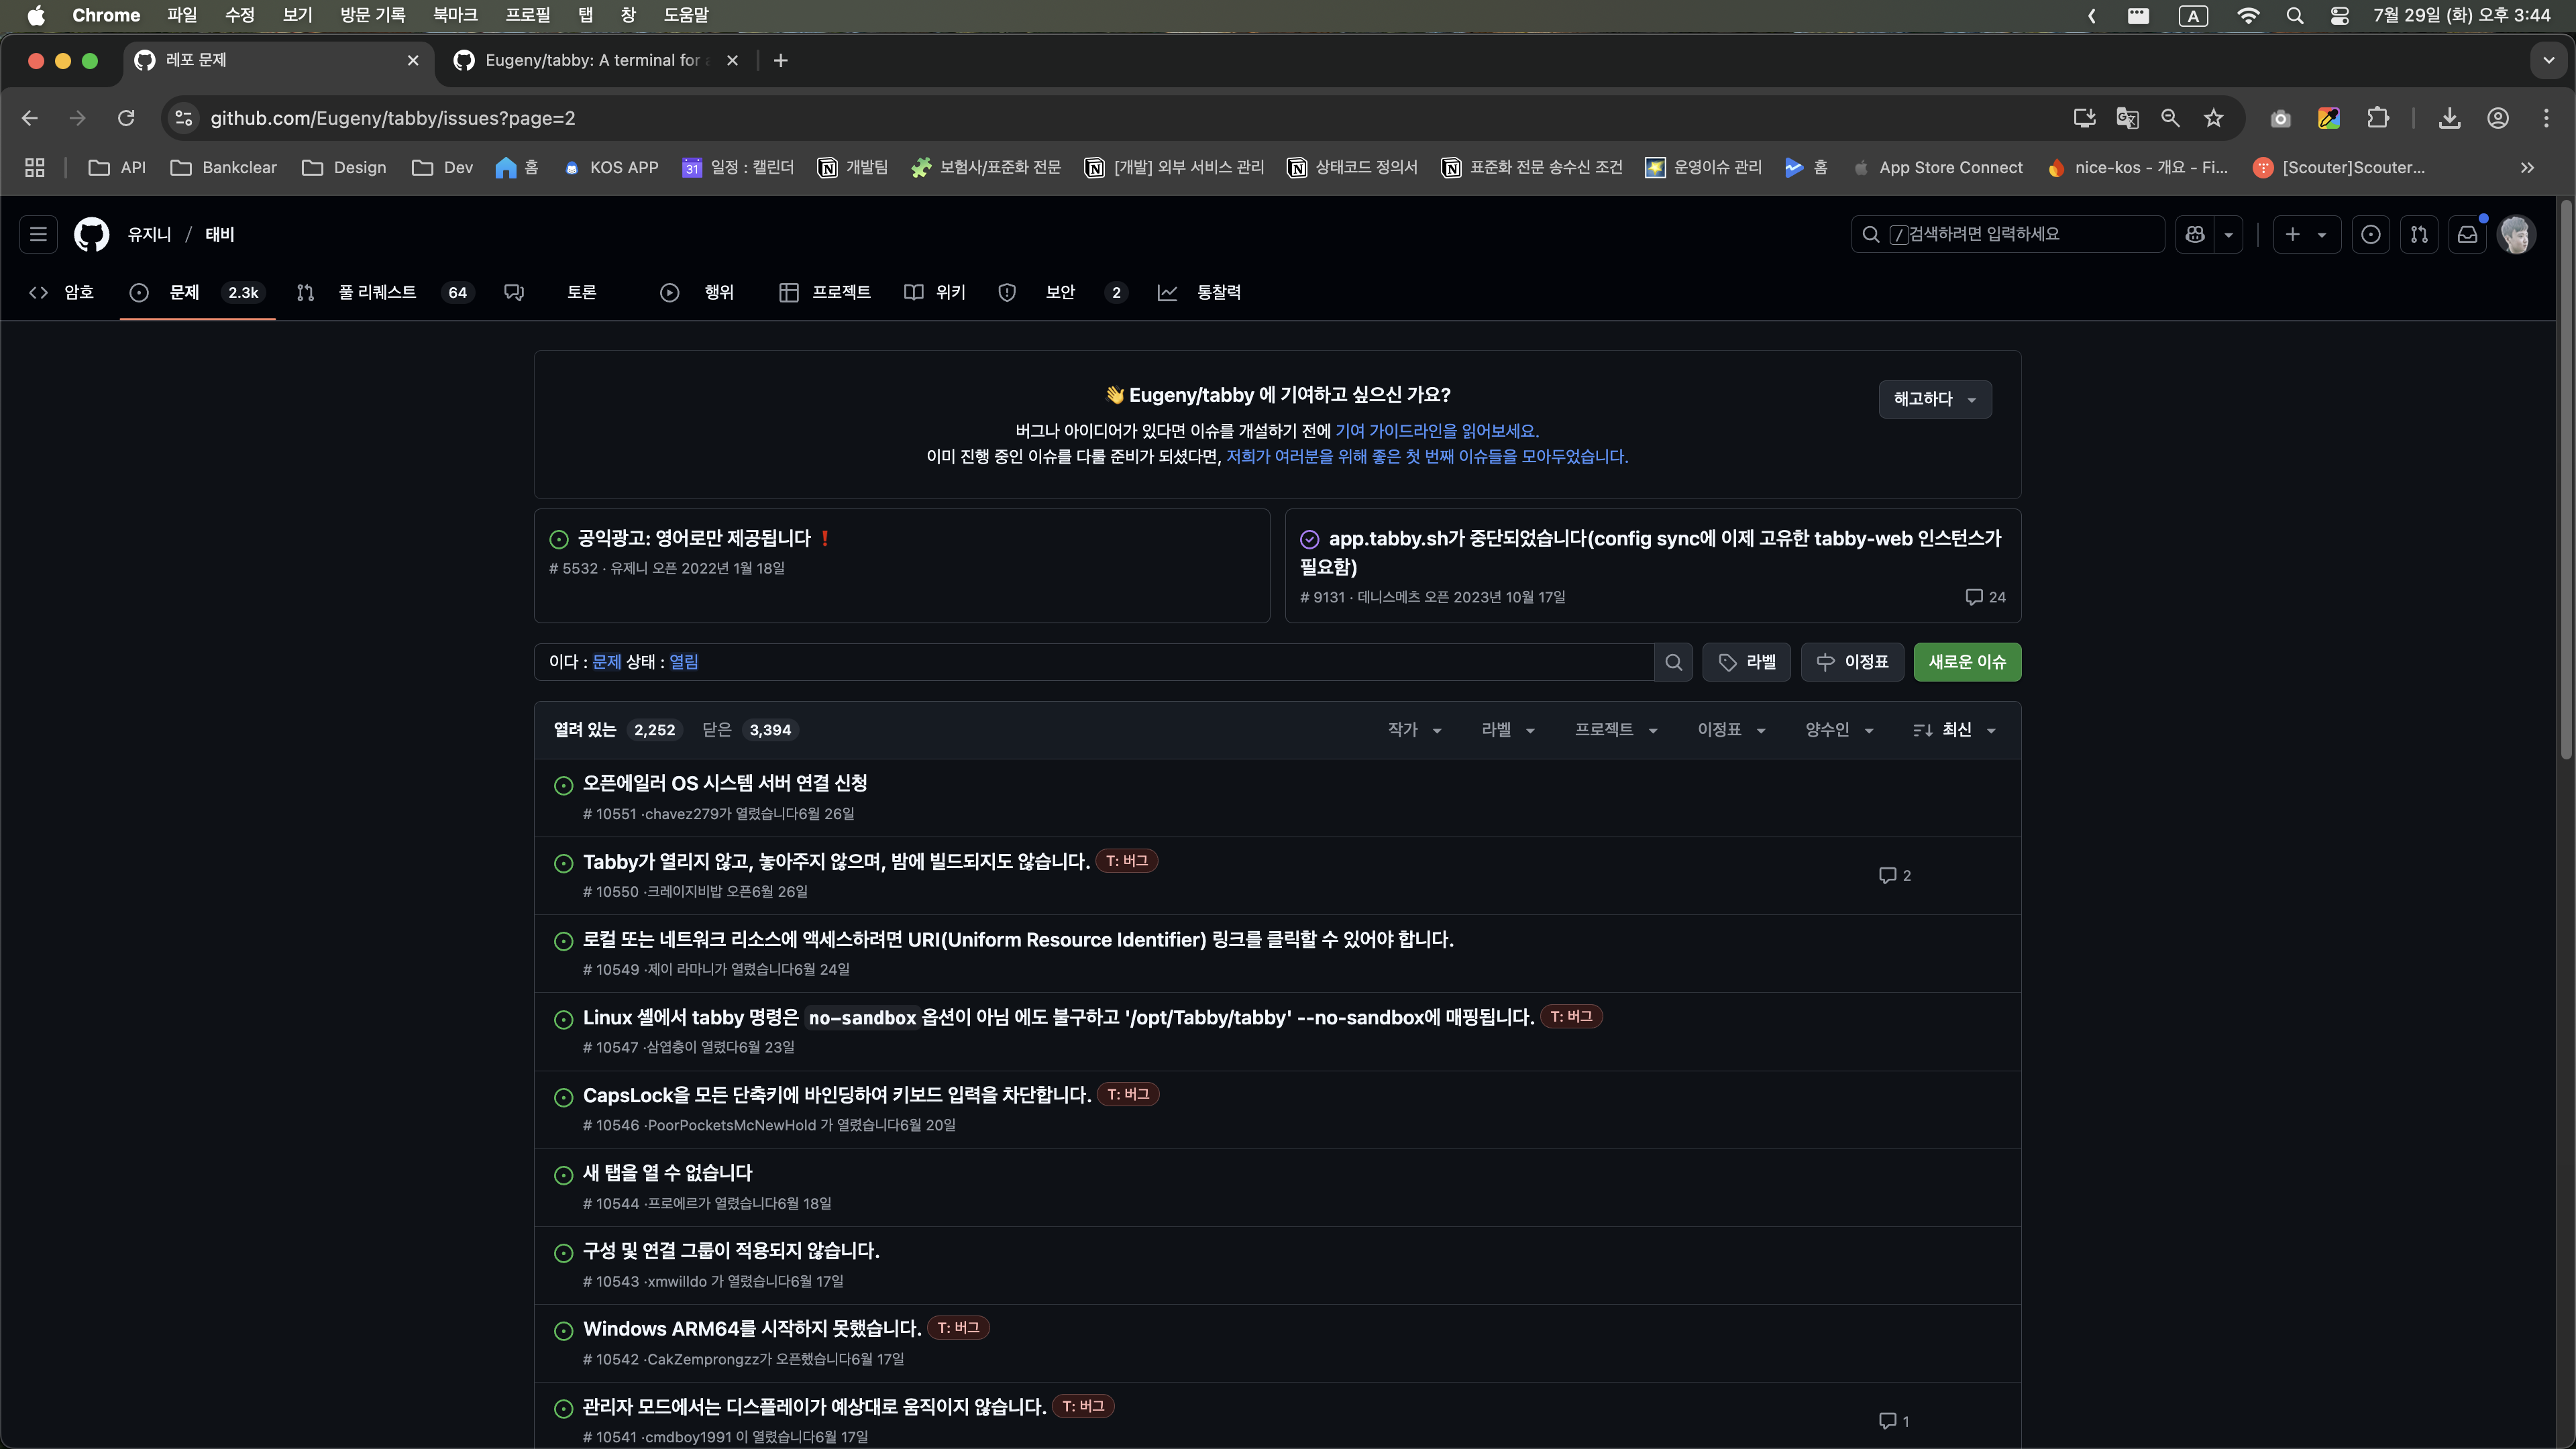 Chrome 파일 수정 보기 방문 기록 북마크 프로필 탭 창 도움말 A 7월 29일 (화) 오후 3:44
레포 문제 Eugeny/tabby: A terminal for a
github.com/Eugeny/tabby/issues?page=2
API Bankclear Design Dev 홈 KOS APP 31 일정 : 캘린더 개발팀 보험사/표준화 전문 [개발] 외부 서비스 관리 상태코드 정의서 표준화 전문 송수신 조건 운영이슈 관리 홈 App Store Connect nice-kos - 개요 - Fi... [Scouter]Scouter...
유지니 / 태비 / 검색하려면 입력하세요
암호 문제 2.3k 풀 리퀘스트 64 토론 행위 프로젝트 위키 보안 2 통찰력
👋 Eugeny/tabby 에 기여하고 싶으신 가요? 해고하다
버그나 아이디어가 있다면 이슈를 개설하기 전에 기여 가이드라인을 읽어보세요.
이미 진행 중인 이슈를 다룰 준비가 되셨다면, 저희가 여러분을 위해 좋은 첫 번째 이슈들을 모아두었습니다.
공익광고: 영어로만 제공됩니다 ❗
# 5532 · 유제니 오픈 2022년 1월 18일
app.tabby.sh가 중단되었습니다(config sync에 이제 고유한 tabby-web 인스턴스가
필요함)
# 9131 · 데니스메츠 오픈 2023년 10월 17일 24
이다 : 문제 상태 : 열림 라벨 이정표 새로운 이슈
열려 있는 2,252 닫은 3,394 작가 라벨 프로젝트 이정표 양수인 최신
오픈에일러 OS 시스템 서버 연결 신청
# 10551 ·chavez279가 열렸습니다6월 26일
Tabby가 열리지 않고, 놓아주지 않으며, 밤에 빌드되지도 않습니다. T: 버그
# 10550 ·크레이지비밥 오픈6월 26일 2
로컬 또는 네트워크 리소스에 액세스하려면 URI(Uniform Resource Identifier) 링크를 클릭할 수 있어야 합니다.
# 10549 ·제이 라마니가 열렸습니다6월 24일
Linux 셸에서 tabby 명령은 no-sandbox 옵션이 아님 에도 불구하고 '/opt/Tabby/tabby' --no-sandbox에 매핑됩니다. T: 버그
# 10547 ·삼엽충이 열렸다6월 23일
CapsLock을 모든 단축키에 바인딩하여 키보드 입력을 차단합니다. T: 버그
# 10546 ·PoorPocketsMcNewHold 가 열렸습니다6월 20일
새 탭을 열 수 없습니다
# 10544 ·프로에르가 열렸습니다6월 18일
구성 및 연결 그룹이 적용되지 않습니다.
# 10543 ·xmwilldo 가 열렸습니다6월 17일
Windows ARM64를 시작하지 못했습니다. T: 버그
# 10542 ·CakZemprongzz가 오픈했습니다6월 17일
관리자 모드에서는 디스플레이가 예상대로 움직이지 않습니다. T: 버그
# 10541 ·cmdboy1991 이 열렸습니다6월 17일 1